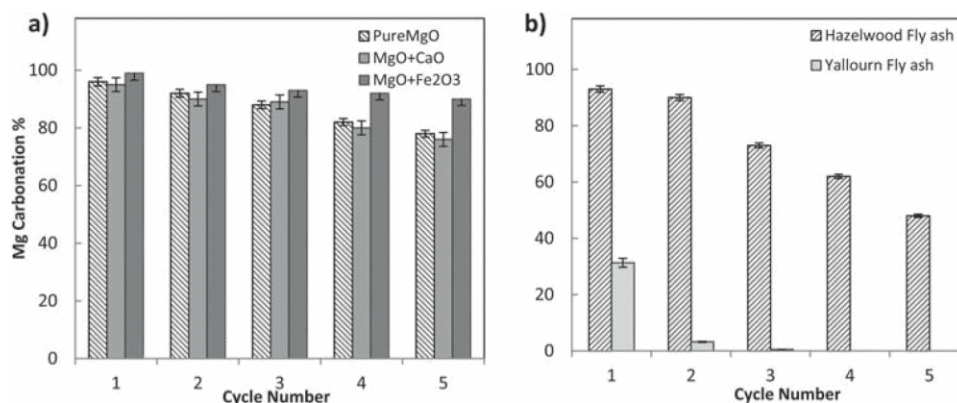 a)
PureMgO
MgO+CaO
MgO+Fe2O3
Mg Carbonation %
100
80
60
40
20
0
1 2 3 4 5
Cycle Number
b)
Hazelwood Fly ash
Yallourn Fly ash
100
80
60
40
20
0
1 2 3 4 5
Cycle Number